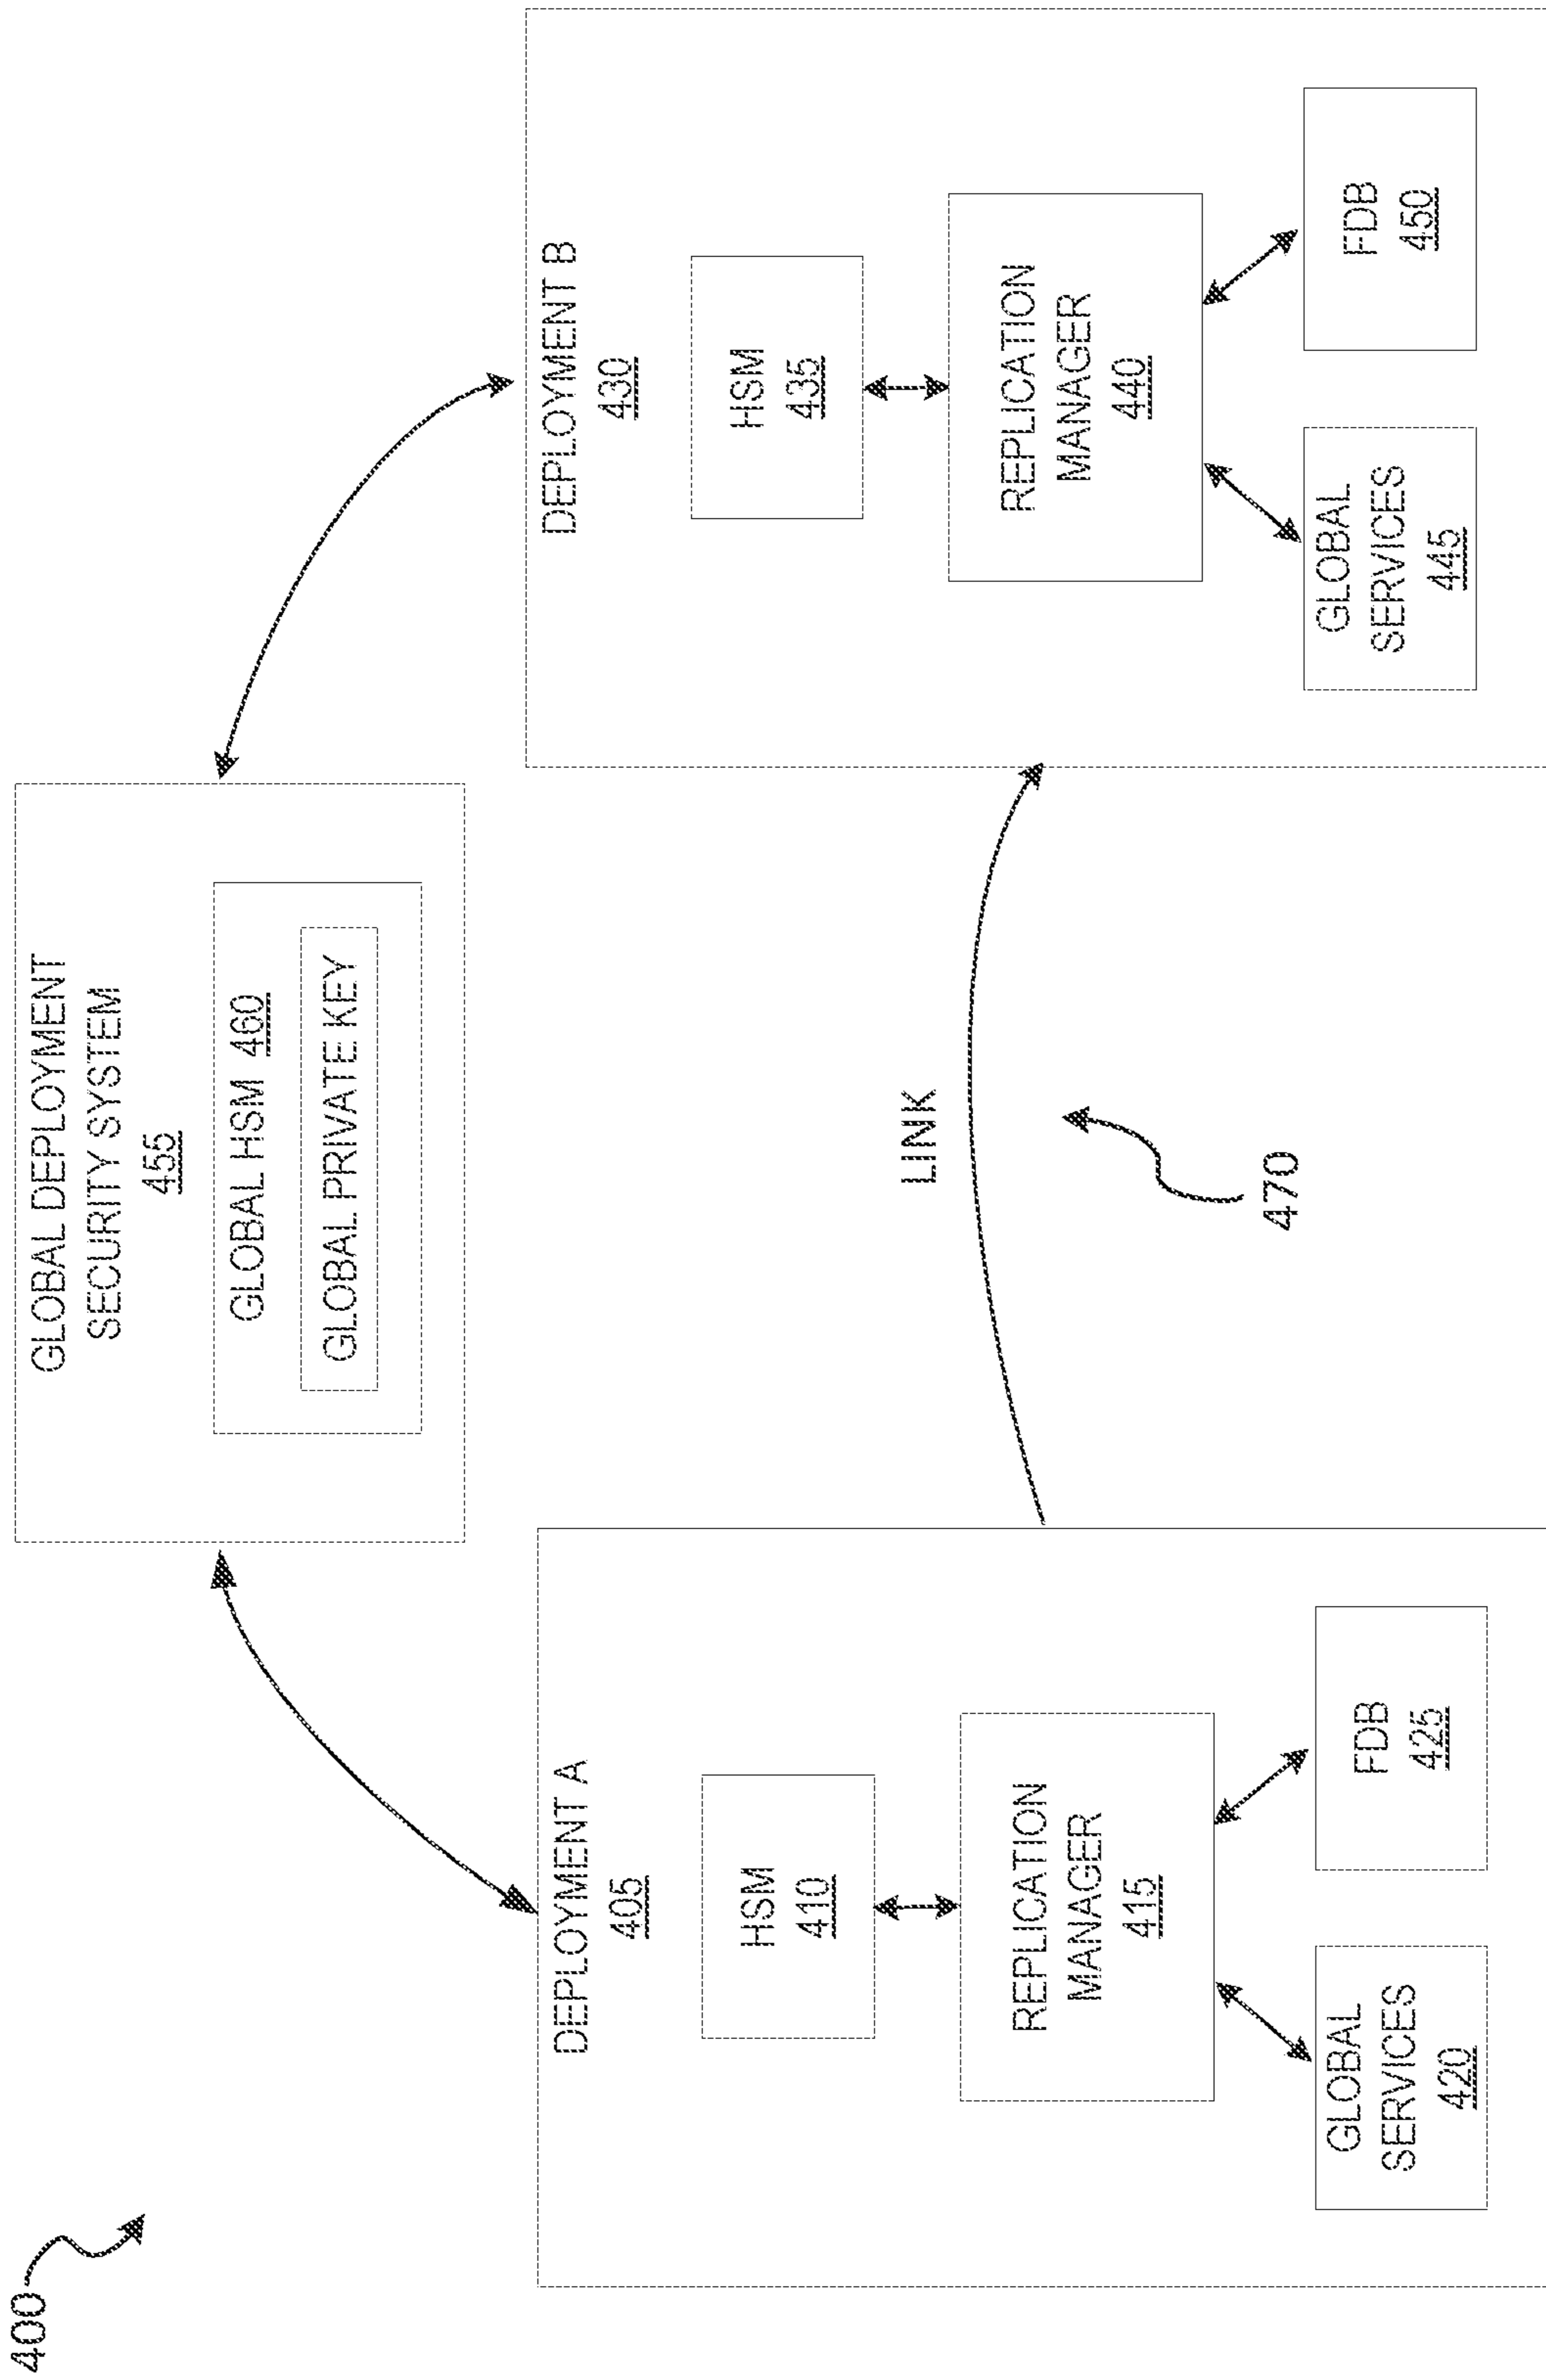 400
GLOBAL DEPLOYMENT
SECURITY SYSTEM
455
GLOBAL HSM 460
GLOBAL PRIVATE KEY
DEPLOYMENT A
405
HSM
410
REPLICATION
MANAGER
415
GLOBAL
SERVICES
420
FDB
425
LINK
470
DEPLOYMENT B
430
HSM
435
REPLICATION
MANAGER
440
GLOBAL
SERVICES
445
FDB
450